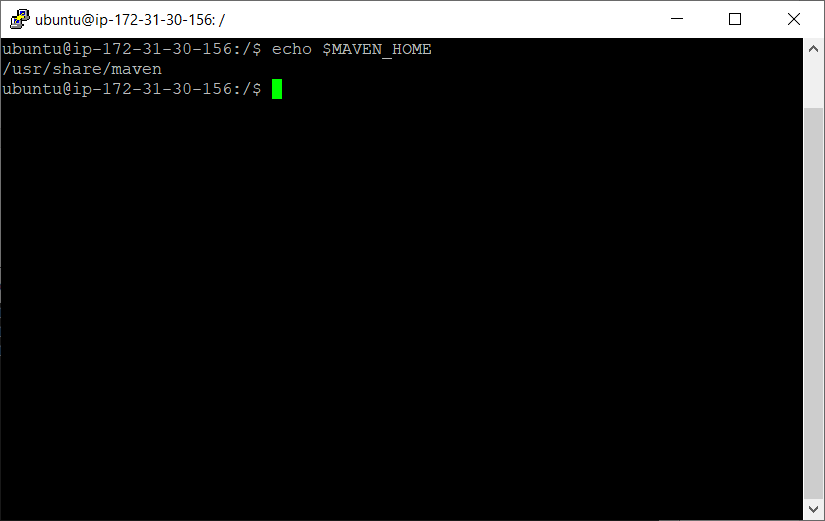 ubuntu@ip-172-31-30-156: /
ubuntu@ip-172-31-30-156:/$ echo $MAVEN_HOME
/usr/share/maven
ubuntu@ip-172-31-30-156:/$